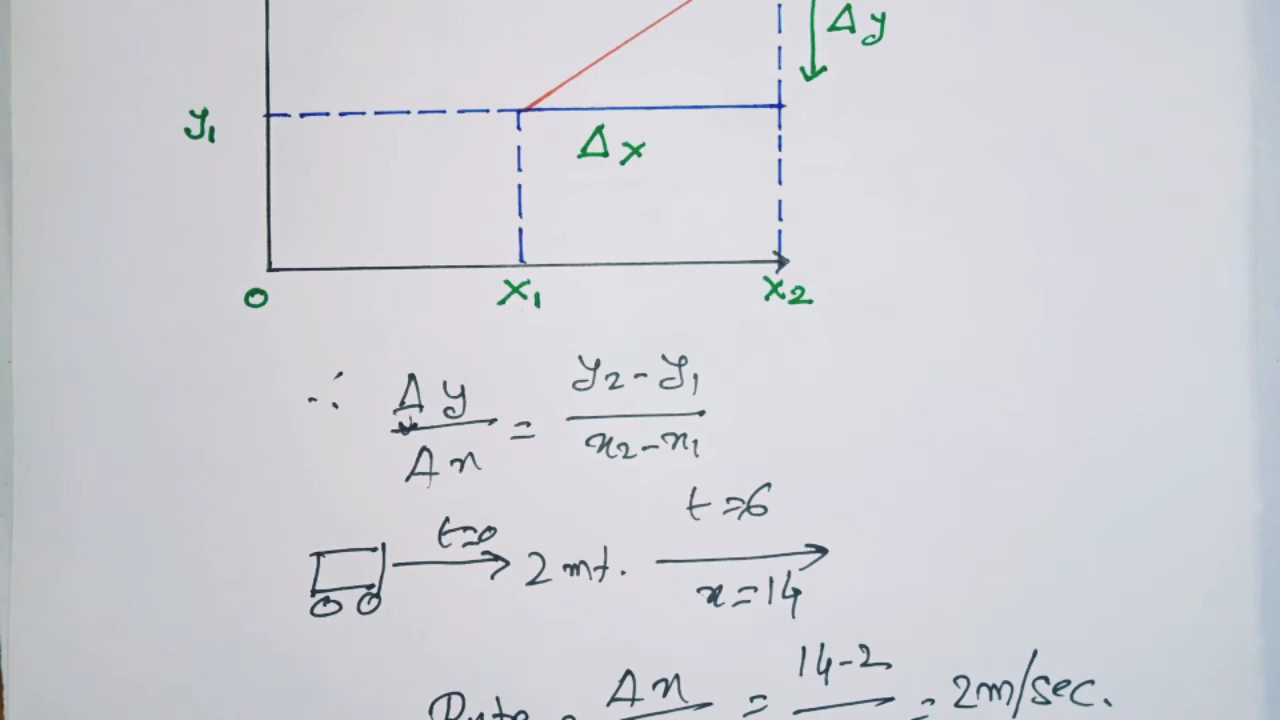 Δy
y₁
Δx
0 x₁ x₂
∴ Δy/Δx = y₂-y₁/x₂-x₁
t=0 2 mt. t=6
x=14
Rate = Δx = 14-2 = 2m/sec.